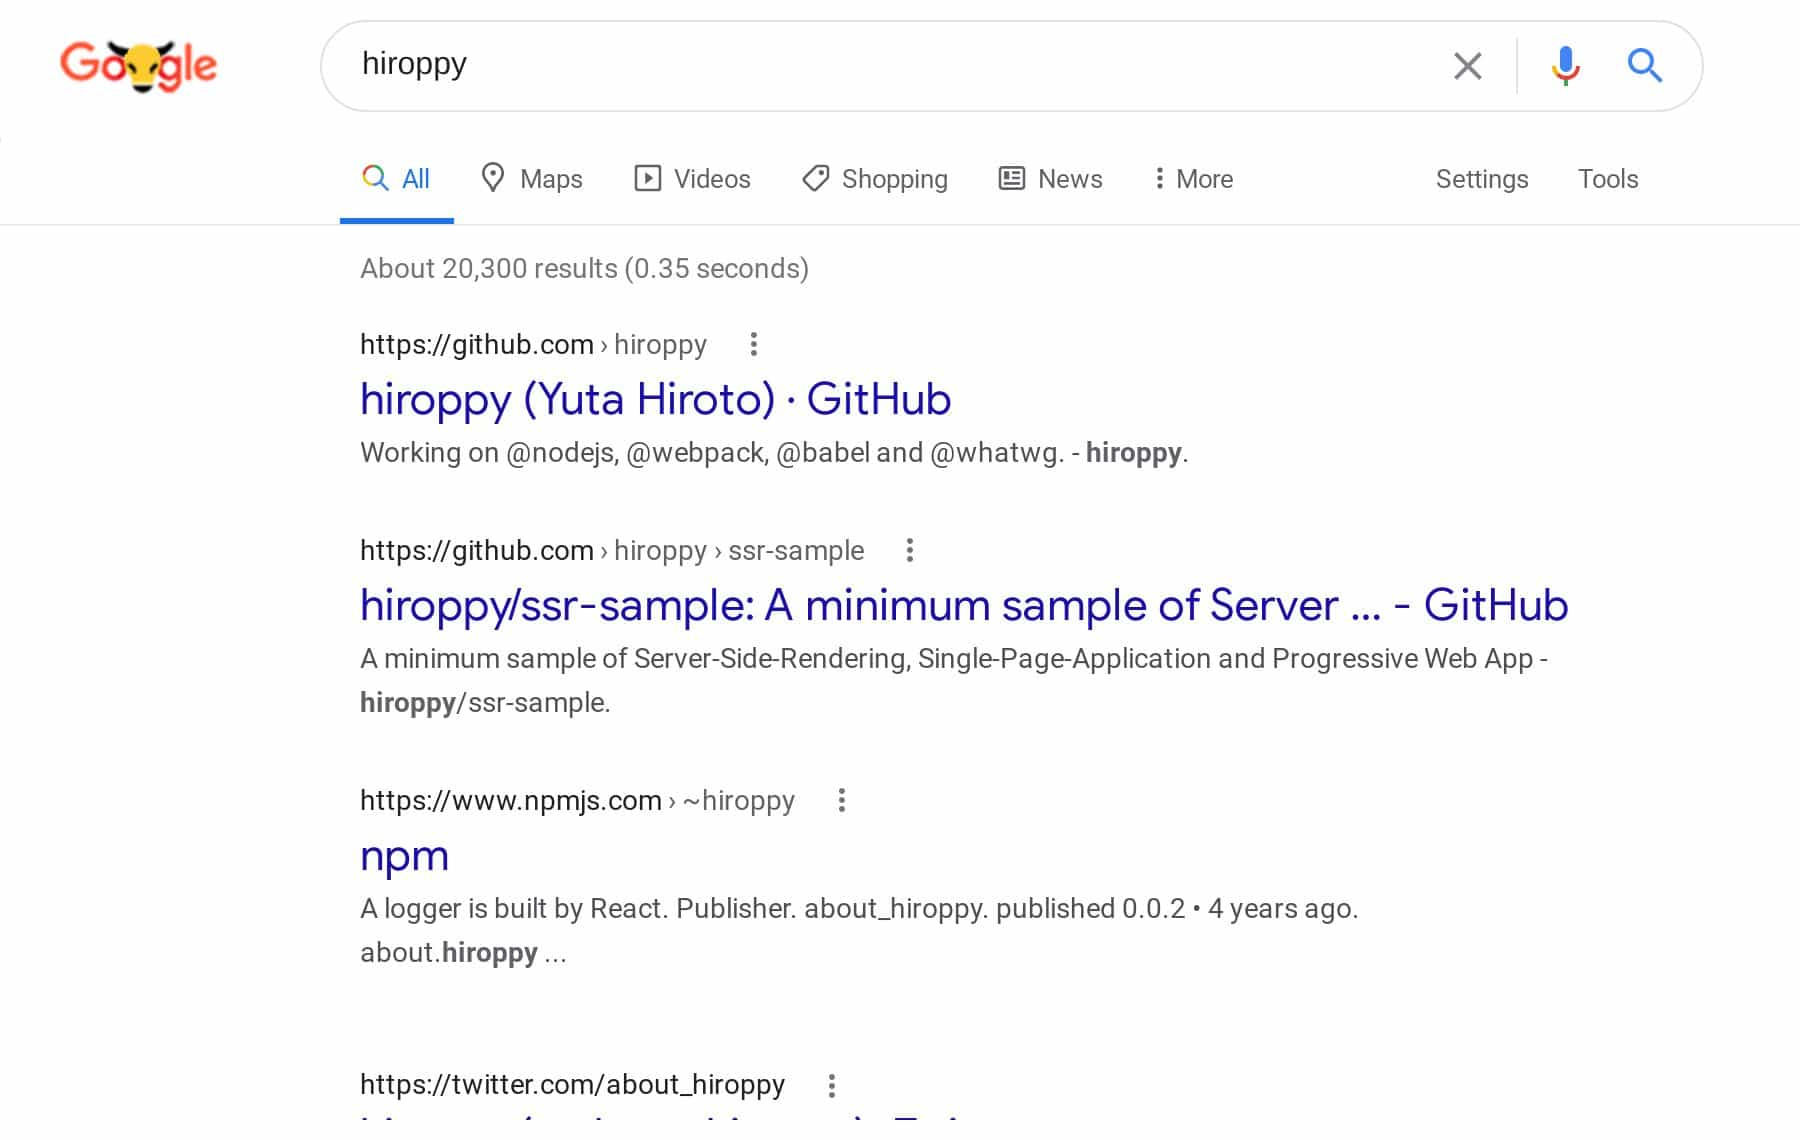 Google
hiroppy
All Maps Videos Shopping News More Settings Tools
About 20,300 results (0.35 seconds)
https://github.com › hiroppy
hiroppy (Yuta Hiroto) · GitHub
Working on @nodejs, @webpack, @babel and @whatwg. - hiroppy.
https://github.com › hiroppy › ssr-sample
hiroppy/ssr-sample: A minimum sample of Server ... - GitHub
A minimum sample of Server-Side-Rendering, Single-Page-Application and Progressive Web App -
hiroppy/ssr-sample.
https://www.npmjs.com › ~hiroppy
npm
A logger is built by React. Publisher. about_hiroppy. published 0.0.2 • 4 years ago.
about.hiroppy ...
https://twitter.com/about_hiroppy